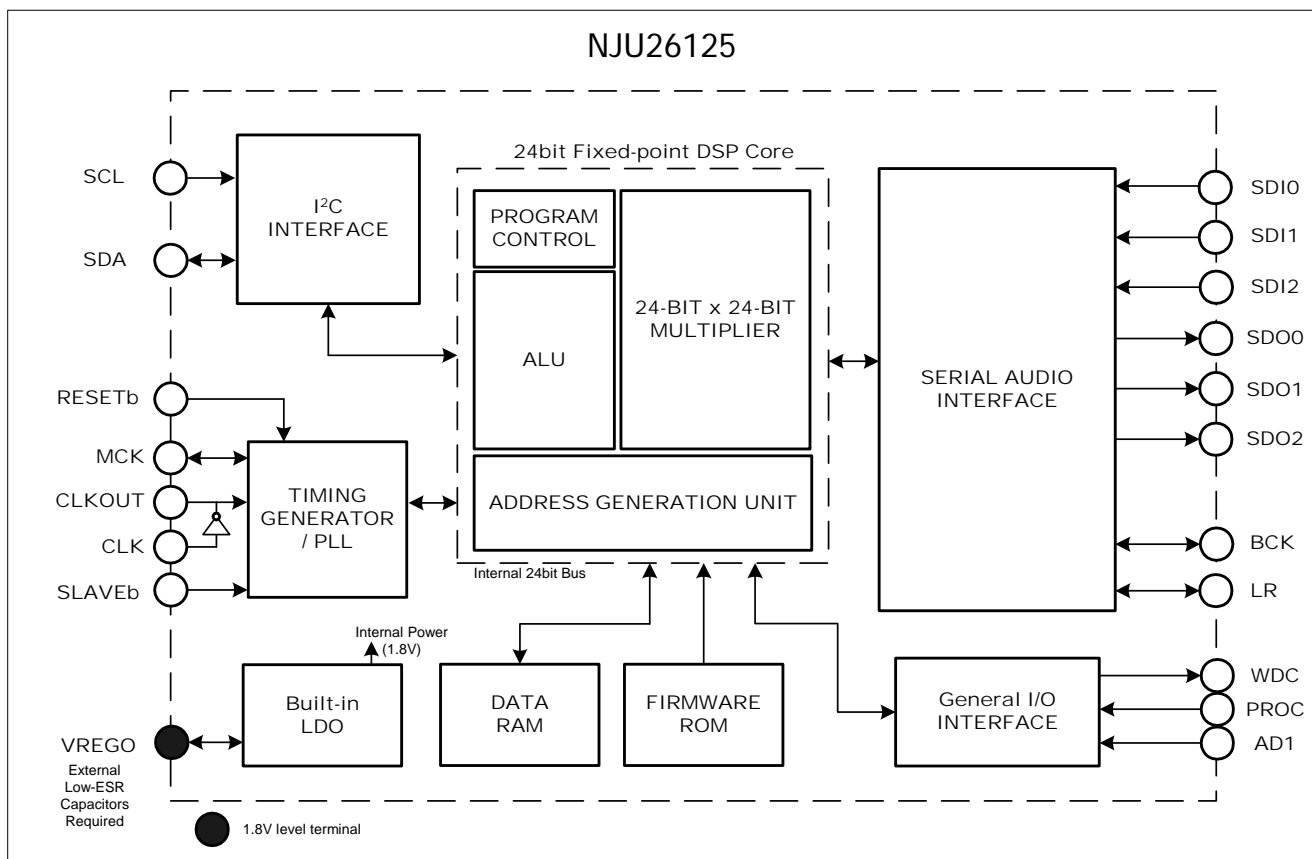 NJU26125
24bit Fixed-point DSP Core
SCL
SDA
I²C
INTERFACE
PROGRAM
CONTROL
ALU
24-BIT x 24-BIT
MULTIPLIER
ADDRESS GENERATION UNIT
Internal 24bit Bus
SERIAL AUDIO
INTERFACE
SDI0
SDI1
SDI2
SDO0
SDO1
SDO2
BCK
LR
RESETb
MCK
CLKOUT
CLK
SLAVEb
TIMING
GENERATOR
/ PLL
Internal Power
(1.8V)
Built-in
LDO
DATA
RAM
FIRMWARE
ROM
General I/O
INTERFACE
WDC
PROC
AD1
VREGO
External
Low-ESR
Capacitors
Required
1.8V level terminal